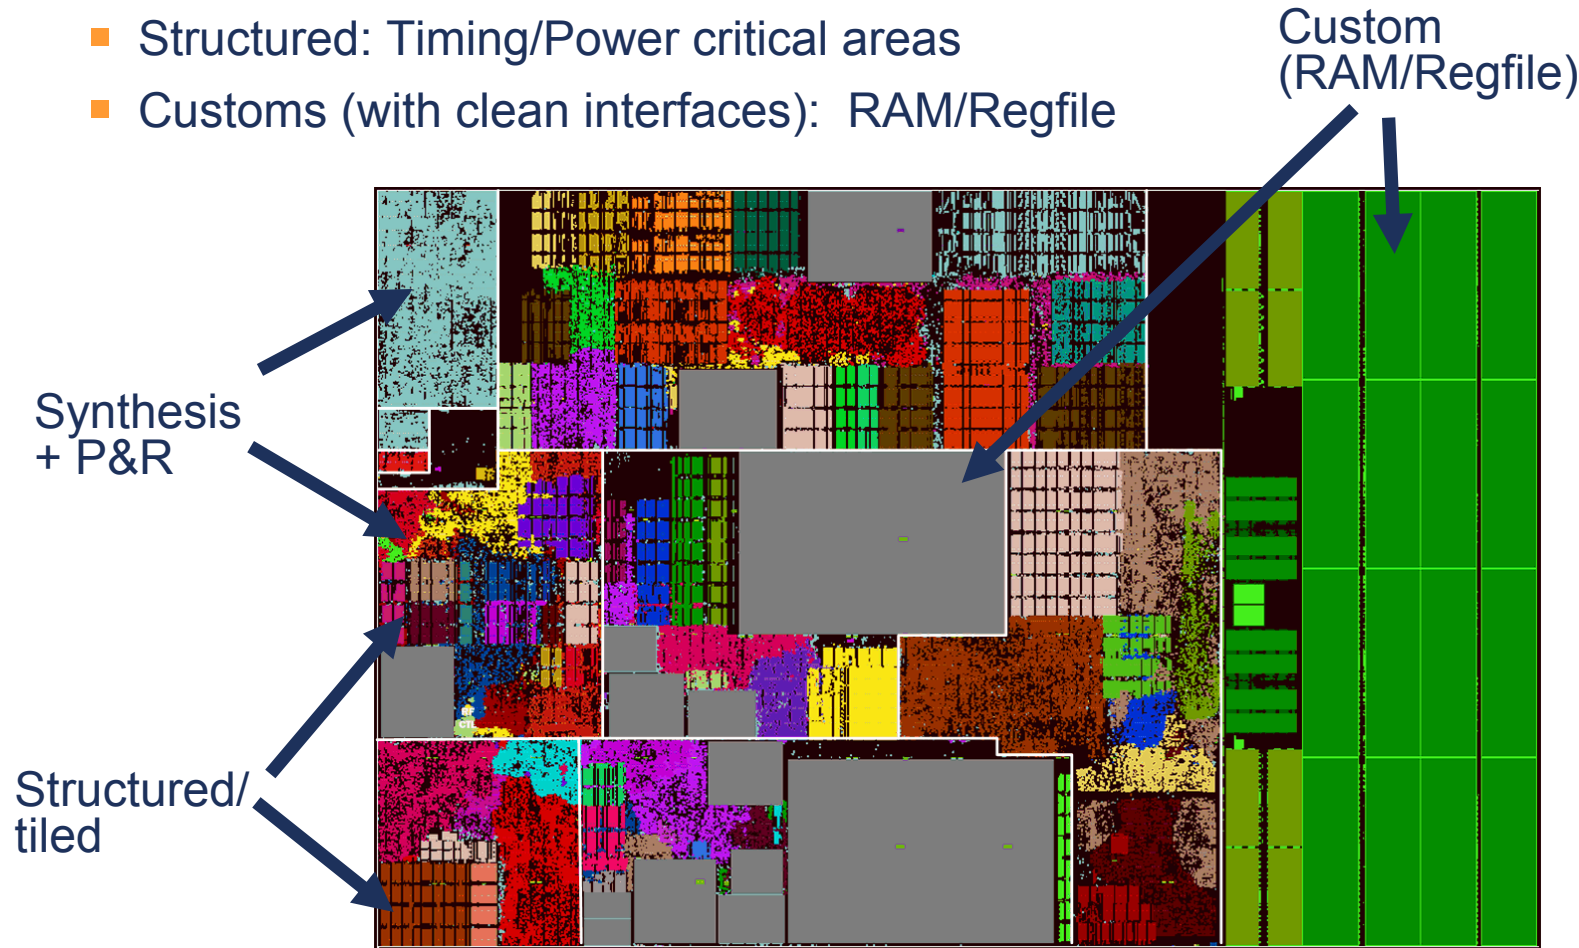 Structured: Timing/Power critical areas
Customs (with clean interfaces): RAM/Regfile
Custom
(RAM/Regfile)
Synthesis
+ P&R
Structured/
tiled